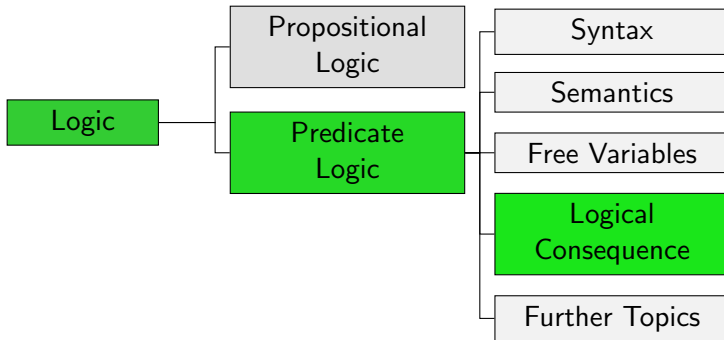 Logic
Propositional
Logic
Predicate
Logic
Syntax
Semantics
Free Variables
Logical
Consequence
Further Topics